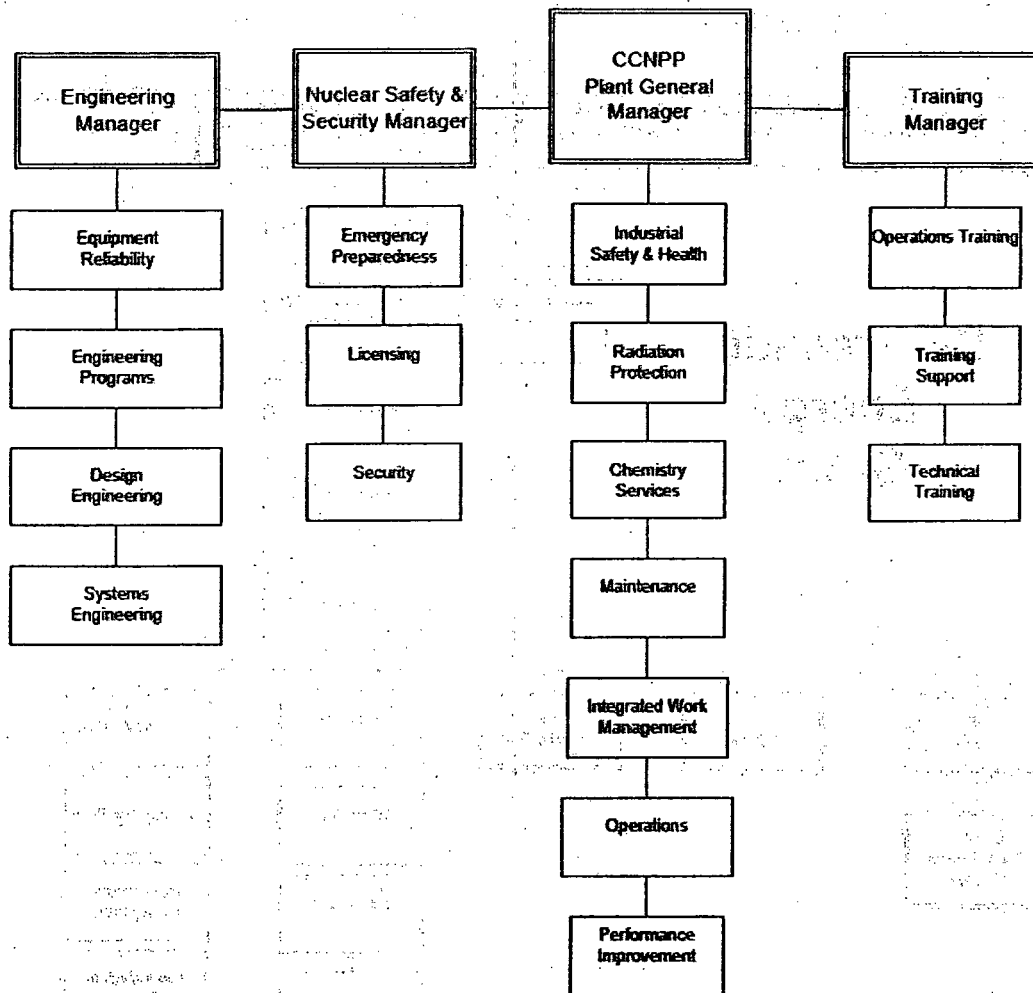 Engineering
Manager
Nuclear Safety &
Security Manager
CCNPP
Plant General
Manager
Training
Manager
Equipment
Reliability
Engineering
Programs
Design
Engineering
Systems
Engineering
Emergency
Preparedness
Licensing
Security
Industrial
Safety & Health
Radiation
Protection
Chemistry
Services
Maintenance
Integrated Work
Management
Operations
Performance
Improvement
Operations Training
Training
Support
Technical
Training